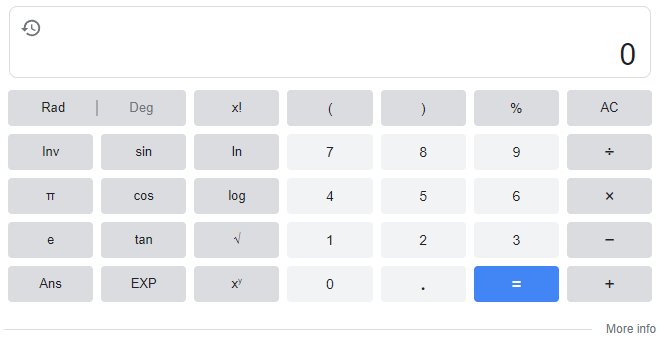 0
Rad | Deg x! ( ) % AC
Inv sin ln 7 8 9 ÷
π cos log 4 5 6 ×
e tan √ 1 2 3 −
Ans EXP xʸ 0 . = +
More info